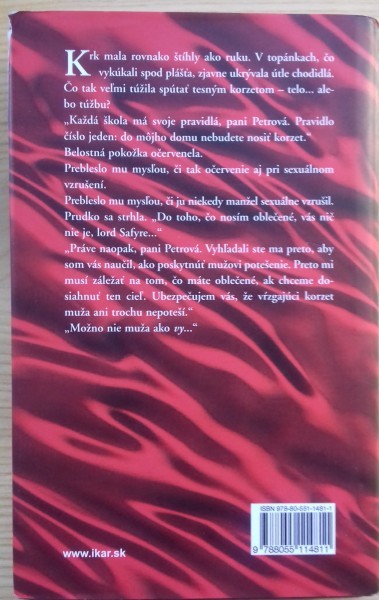 Krk mala rovnako štíhly ako ruku. V topánkach, čo
vykúkali spod plášťa, zjavne ukrývala útle chodidlá.
Čo tak veľmi túžila spútať tesným korzetom – telo... ale-
bo túžbu?
„Každá škola má svoje pravidlá, pani Petrová. Pravidlo
číslo jeden: do môjho domu nebudete nosiť korzet.“
Belostná pokožka očervenela.
Prebleslo mu mysľou, či tak očervenie aj pri sexuálnom
vzrušení.
Prebleslo mu mysľou, či ju niekedy manžel sexuálne vzrušil.
Prudko sa strhla. „Do toho, čo nosím oblečené, vás nič
nie je, lord Safyre...“
„Práve naopak, pani Petrová. Vyhľadali ste ma preto, aby
som vás naučil, ako poskytnúť mužovi potešenie. Preto mi
musí záležať na tom, čo máte oblečené, ak chceme do-
siahnuť ten cieľ. Ubezpečujem vás, že vŕzgajúci korzet
muža ani trochu nepoteší.“
„Možno nie muža ako vy...“
ISBN 978-80-551-1481-1
9 788055 114811
www.ikar.sk